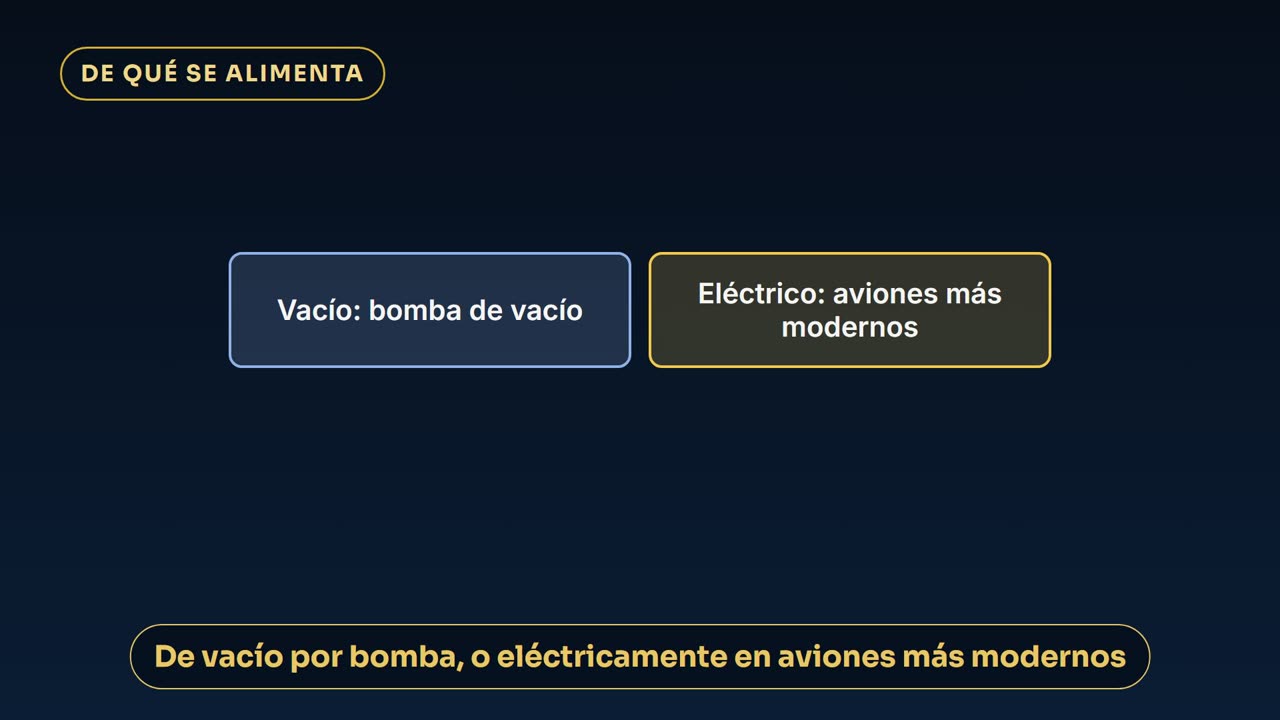 DE QUÉ SE ALIMENTA
Vacío: bomba de vacío
Eléctrico: aviones más
modernos
De vacío por bomba, o eléctricamente en aviones más modernos